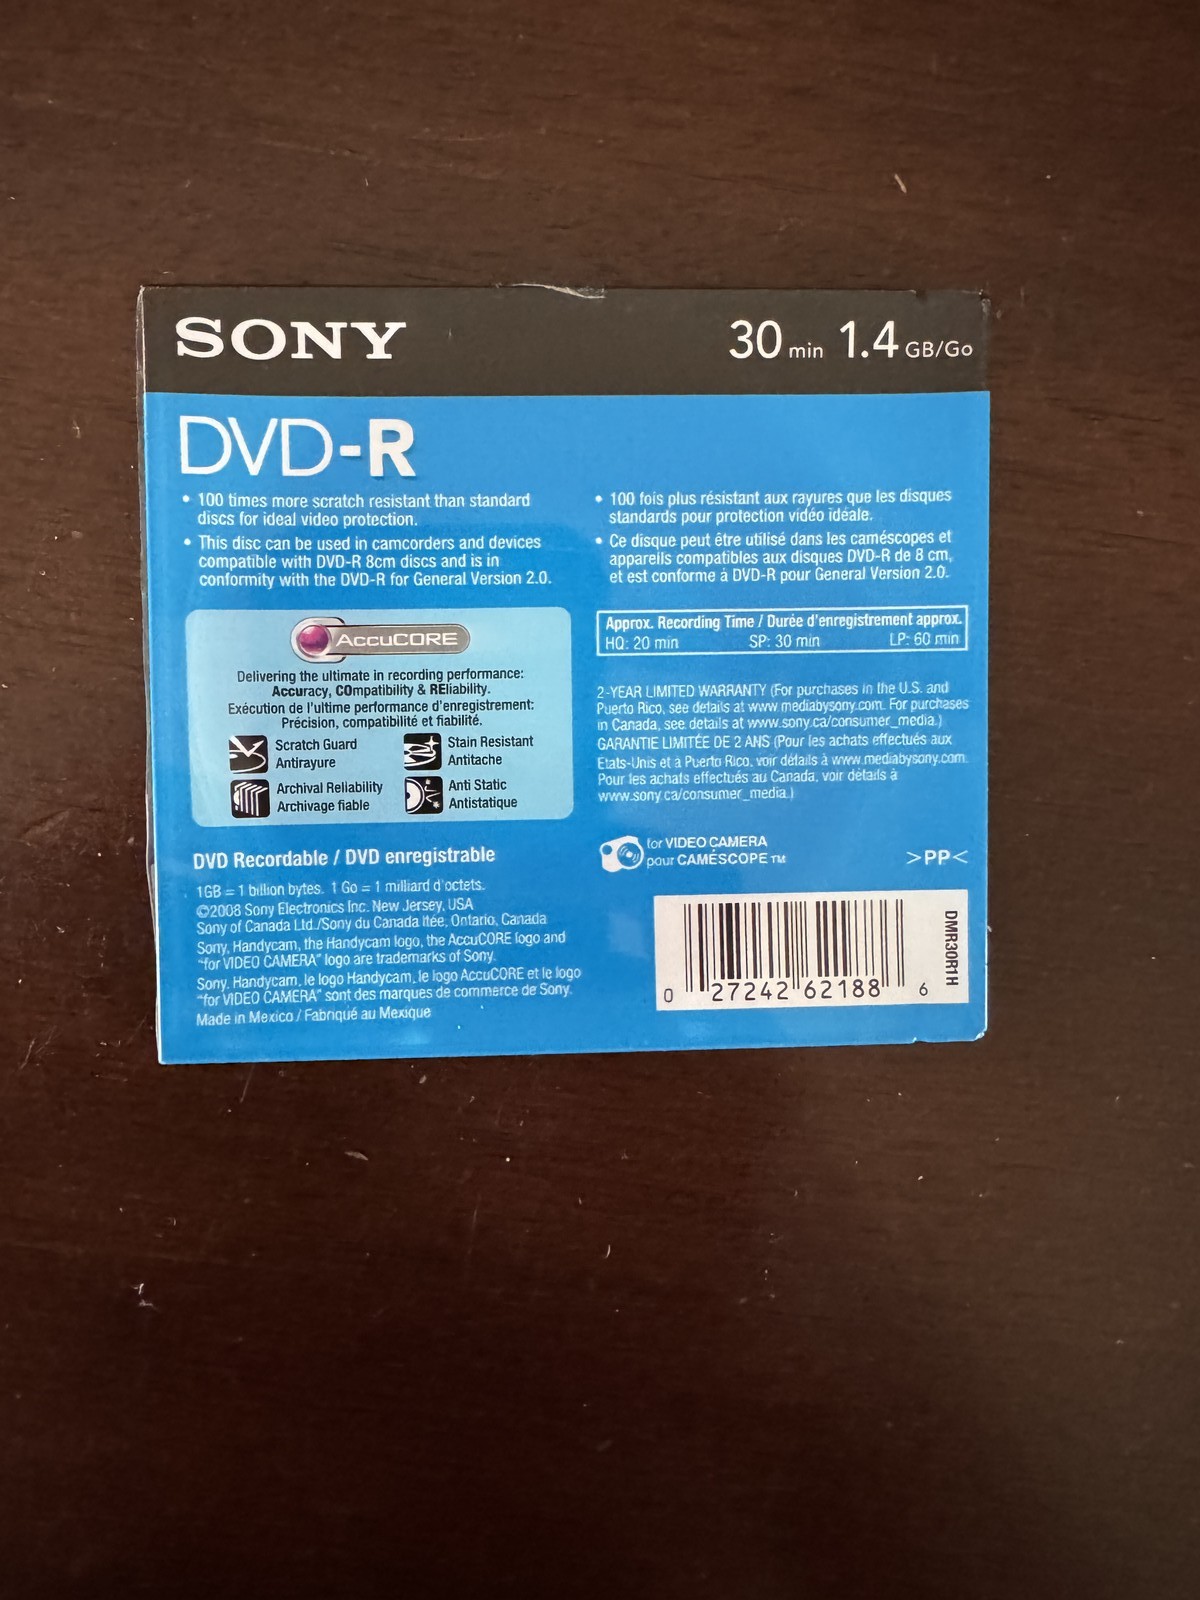 SONY
30 min 1.4 GB/Go
DVD-R
• 100 times more scratch resistant than standard
discs for ideal video protection.
• This disc can be used in camcorders and devices
compatible with DVD-R 8cm discs and is in
conformity with the DVD-R for General Version 2.0.
• 100 fois plus résistant aux rayures que les disques
standards pour protection vidéo idéale.
• Ce disque peut être utilisé dans les caméscopes et
appareils compatibles aux disques DVD-R de 8 cm,
et est conforme à DVD-R pour General Version 2.0.
AccuCORE
Delivering the ultimate in recording performance:
Accuracy, COmpatibility & REliability.
Exécution de l'ultime performance d'enregistrement:
Précision, compatibilité et fiabilité.
Scratch Guard
Antirayure
Stain Resistant
Antitache
Archival Reliability
Archivage fiable
Anti Static
Antistatique
Approx. Recording Time / Durée d'enregistrement approx.
HQ: 20 min SP: 30 min LP: 60 min
2-YEAR LIMITED WARRANTY (For purchases in the U.S. and
Puerto Rico, see details at www.mediabysony.com. For purchases
in Canada, see details at www.sony.ca/consumer_media.)
GARANTIE LIMITÉE DE 2 ANS (Pour les achats effectués aux
États-Unis et à Puerto Rico, voir détails à www.mediabysony.com.
Pour les achats effectués au Canada, voir détails à
www.sony.ca/consumer_media.)
DVD Recordable / DVD enregistrable
1GB = 1 billion bytes. 1 Go = 1 milliard d'octets.
©2008 Sony Electronics Inc. New Jersey, USA
Sony of Canada Ltd./Sony du Canada ltée, Ontario, Canada
Sony, Handycam, the Handycam logo, the AccuCORE logo and
"for VIDEO CAMERA" logo are trademarks of Sony.
Sony, Handycam, le logo Handycam, le logo AccuCORE et le logo
"for VIDEO CAMERA" sont des marques de commerce de Sony.
Made in Mexico / Fabriqué au Mexique
for VIDEO CAMERA
pour CAMÉSCOPE TM
>PP<
0 27242 62188 6
DMR30R1H